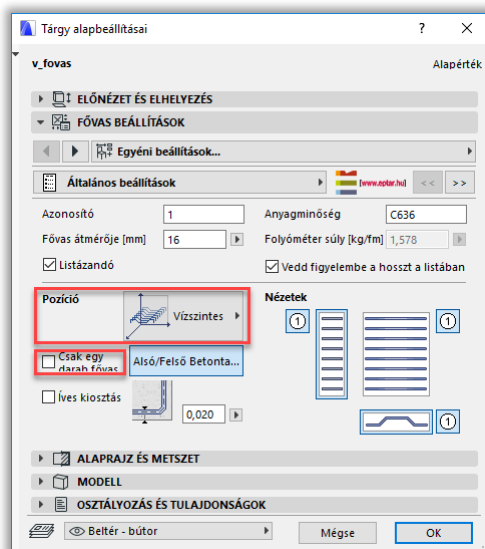 Tárgy alapbeállításai ? X
v_fovas Alapérték
ELŐNÉZET ÉS ELHELYEZÉS
FŐVAS BEÁLLÍTÁSOK
Egyéni beállítások...
Általános beállítások [www.eptar.hu] << >>
Azonosító 1 Anyagminőség C636
Fővas átmérője [mm] 16 Folyóméter súly [kg/fm] 1,578
Listázandó Vedd figyelembe a hosszt a listában
Pozíció Vízszintes Nézetek
1 1
Csak egy darab fővas Alsó/Felső Betonta...
Íves kiosztás 0,020 1
ALAPRAJZ ÉS METSZET
MODELL
OSZTÁLYOZÁS ÉS TULAJDONSÁGOK
Beltér - bútor Mégse OK